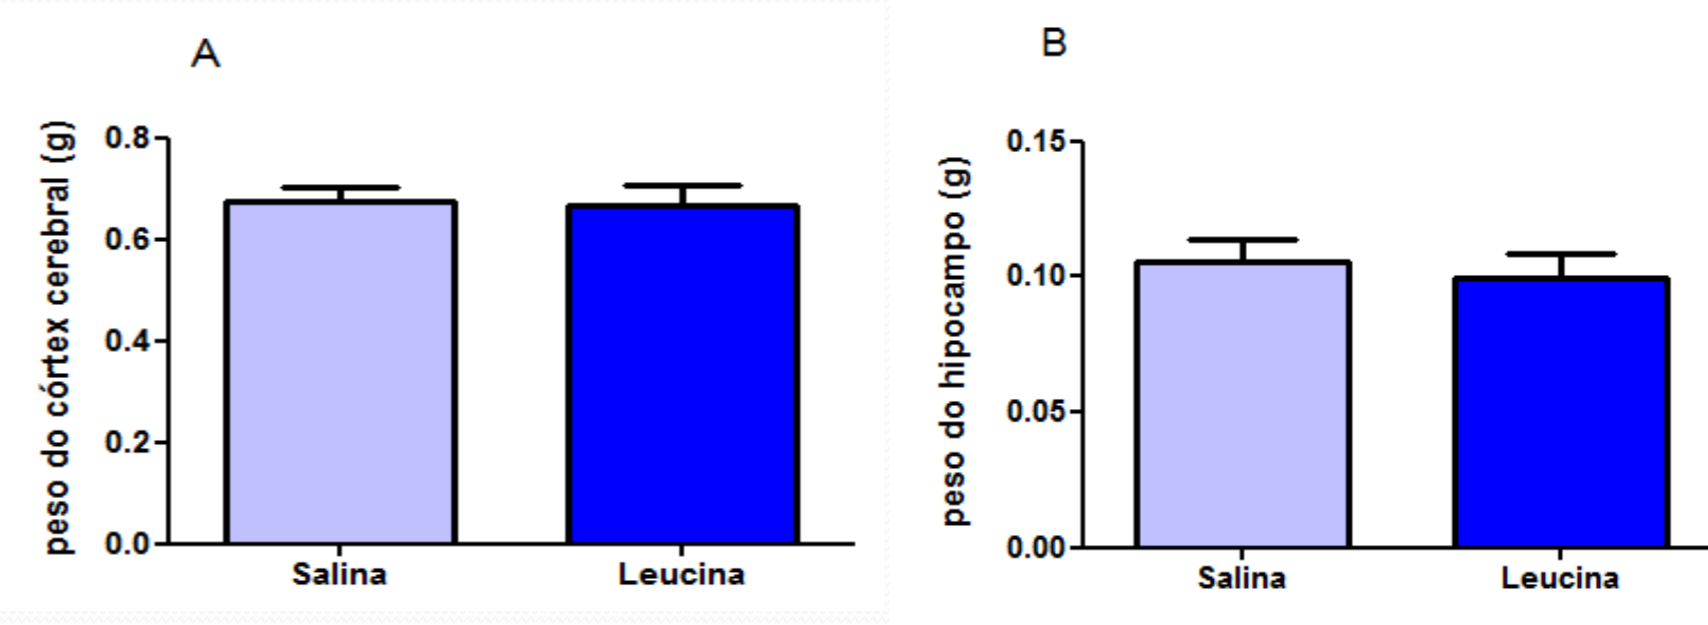 A
peso do córtex cerebral (g)
0.8
0.6
0.4
0.2
0.0
Salina
Leucina
B
peso do hipocampo (g)
0.15
0.10
0.05
0.00
Salina
Leucina